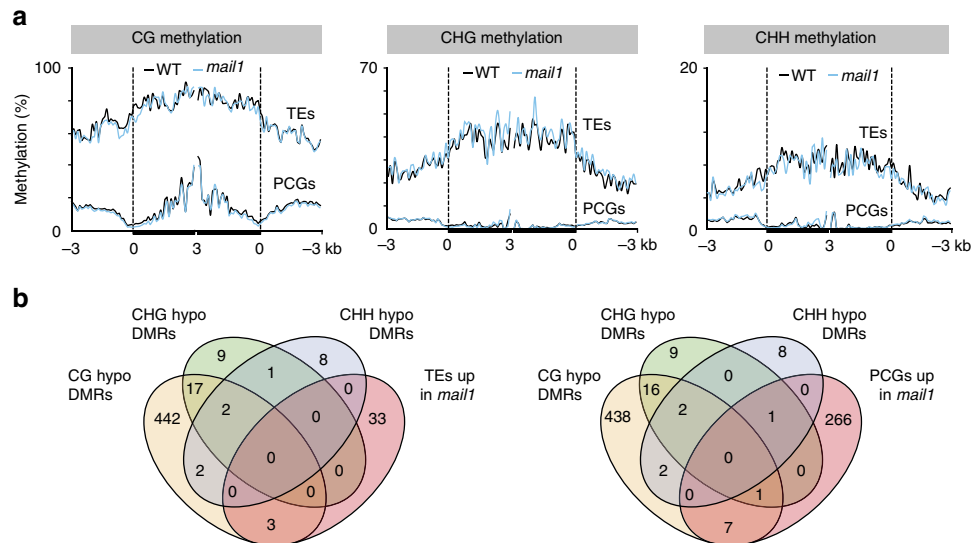 a
CG methylation
CHG methylation
CHH methylation
Methylation (%)
100
0
WT
mail1
TEs
PCGs
–3
0
3
0
–3 kb
70
0
WT
mail1
TEs
PCGs
–3
0
3
0
–3 kb
20
0
WT
mail1
TEs
PCGs
–3
0
3
0
–3 kb
b
CHG hypo
DMRs
CHH hypo
DMRs
CG hypo
DMRs
TEs up
in mail1
9
8
1
17
0
442
2
0
33
0
2
0
0
0
3
CHG hypo
DMRs
CHH hypo
DMRs
CG hypo
DMRs
PCGs up
in mail1
9
8
0
16
0
438
2
1
266
0
2
0
0
1
7